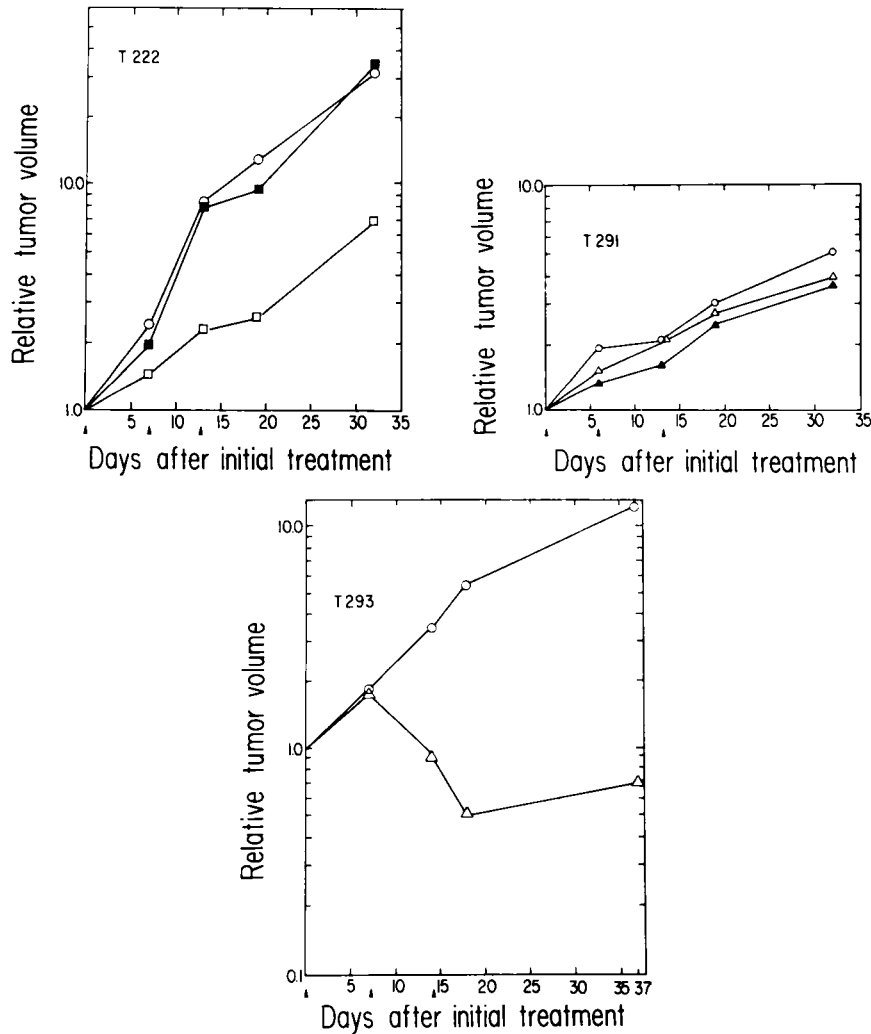 T 222
Relative tumor volume
10.0
1.0
5 10 15 20 25 30 35
Days after initial treatment
T 291
Relative tumor volume
10.0
1.0
5 10 15 20 25 30 35
Days after initial treatment
T 293
Relative tumor volume
10.0
1.0
0.1
5 10 15 20 25 30 35 37
Days after initial treatment